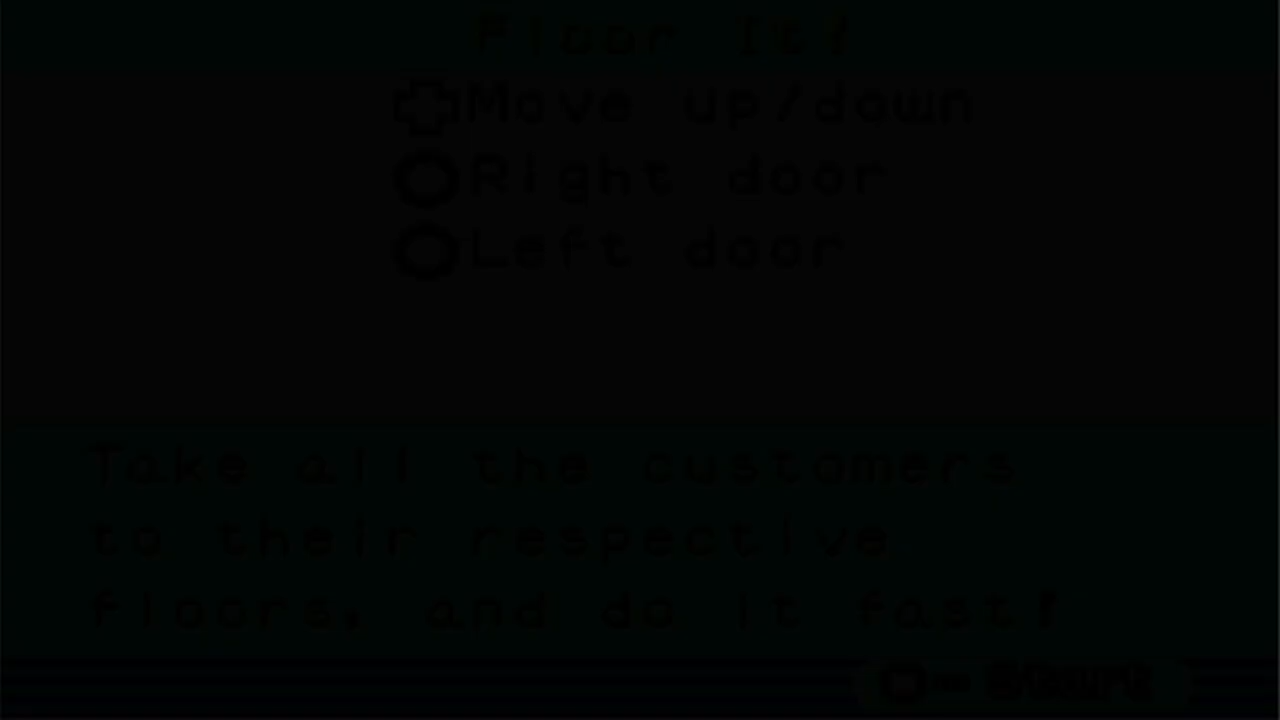 Floor It!
Move up/down
Right door
Left door
Take all the customers
to their respective
floors, and do it fast!